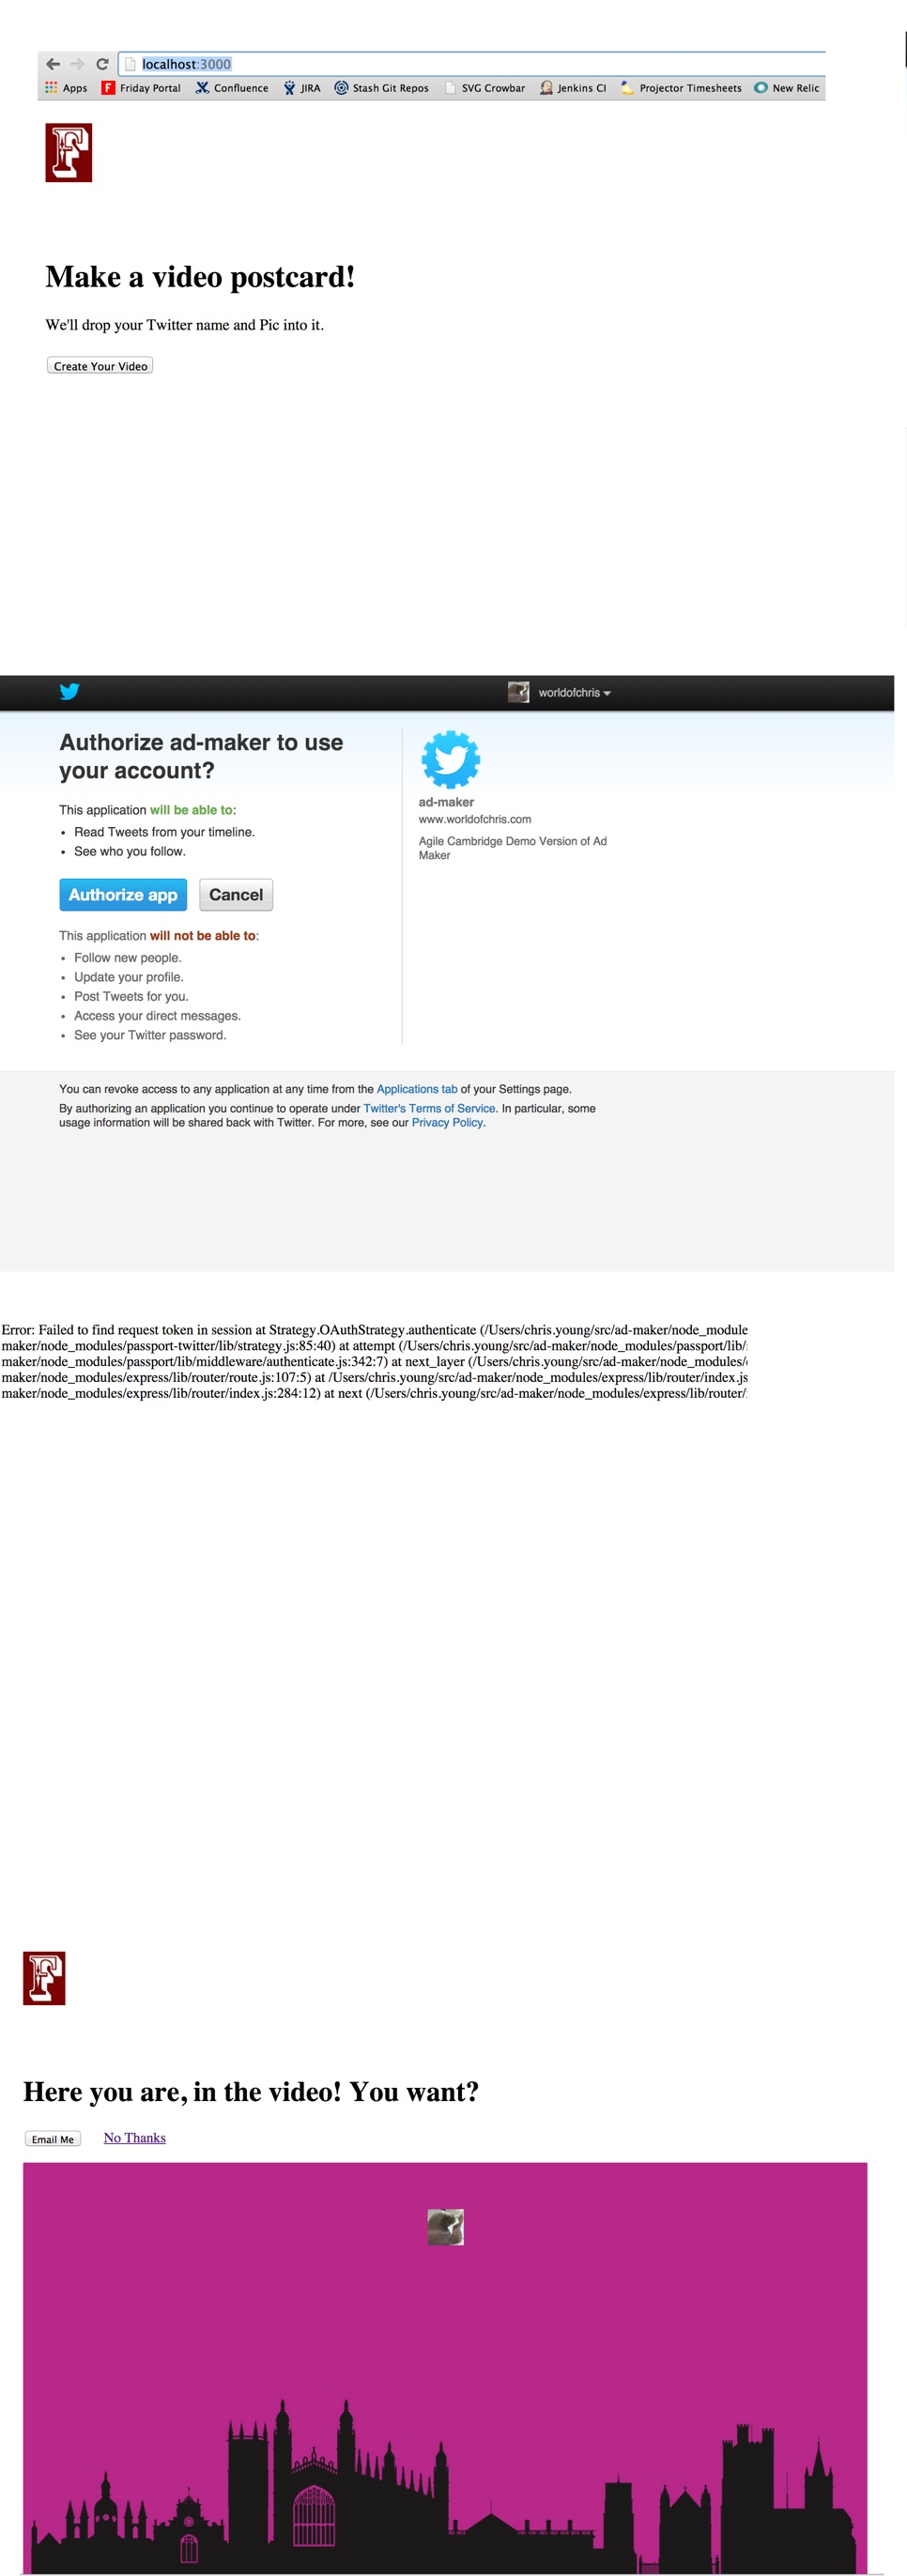 localhost:3000
Apps Friday Portal Confluence JIRA Stash Git Repos SVG Crowbar Jenkins CI Projector Timesheets New Relic
F
Make a video postcard!
We'll drop your Twitter name and Pic into it.
Create Your Video
worldofchris
Authorize ad-maker to use
your account?
This application will be able to:
• Read Tweets from your timeline.
• See who you follow.
Authorize app Cancel
This application will not be able to:
• Follow new people.
• Update your profile.
• Post Tweets for you.
• Access your direct messages.
• See your Twitter password.
ad-maker
www.worldofchris.com
Agile Cambridge Demo Version of Ad
Maker
You can revoke access to any application at any time from the Applications tab of your Settings page.
By authorizing an application you continue to operate under Twitter's Terms of Service. In particular, some
usage information will be shared back with Twitter. For more, see our Privacy Policy.
Error: Failed to find request token in session at Strategy.OAuthStrategy.authenticate (/Users/chris.young/src/ad-maker/node_module
maker/node_modules/passport-twitter/lib/strategy.js:85:40) at attempt (/Users/chris.young/src/ad-maker/node_modules/passport/lib/
maker/node_modules/passport/lib/middleware/authenticate.js:342:7) at next_layer (/Users/chris.young/src/ad-maker/node_modules/
maker/node_modules/express/lib/router/route.js:107:5) at /Users/chris.young/src/ad-maker/node_modules/express/lib/router/index.js
maker/node_modules/express/lib/router/index.js:284:12) at next (/Users/chris.young/src/ad-maker/node_modules/express/lib/router/
F
Here you are, in the video! You want?
Email Me No Thanks